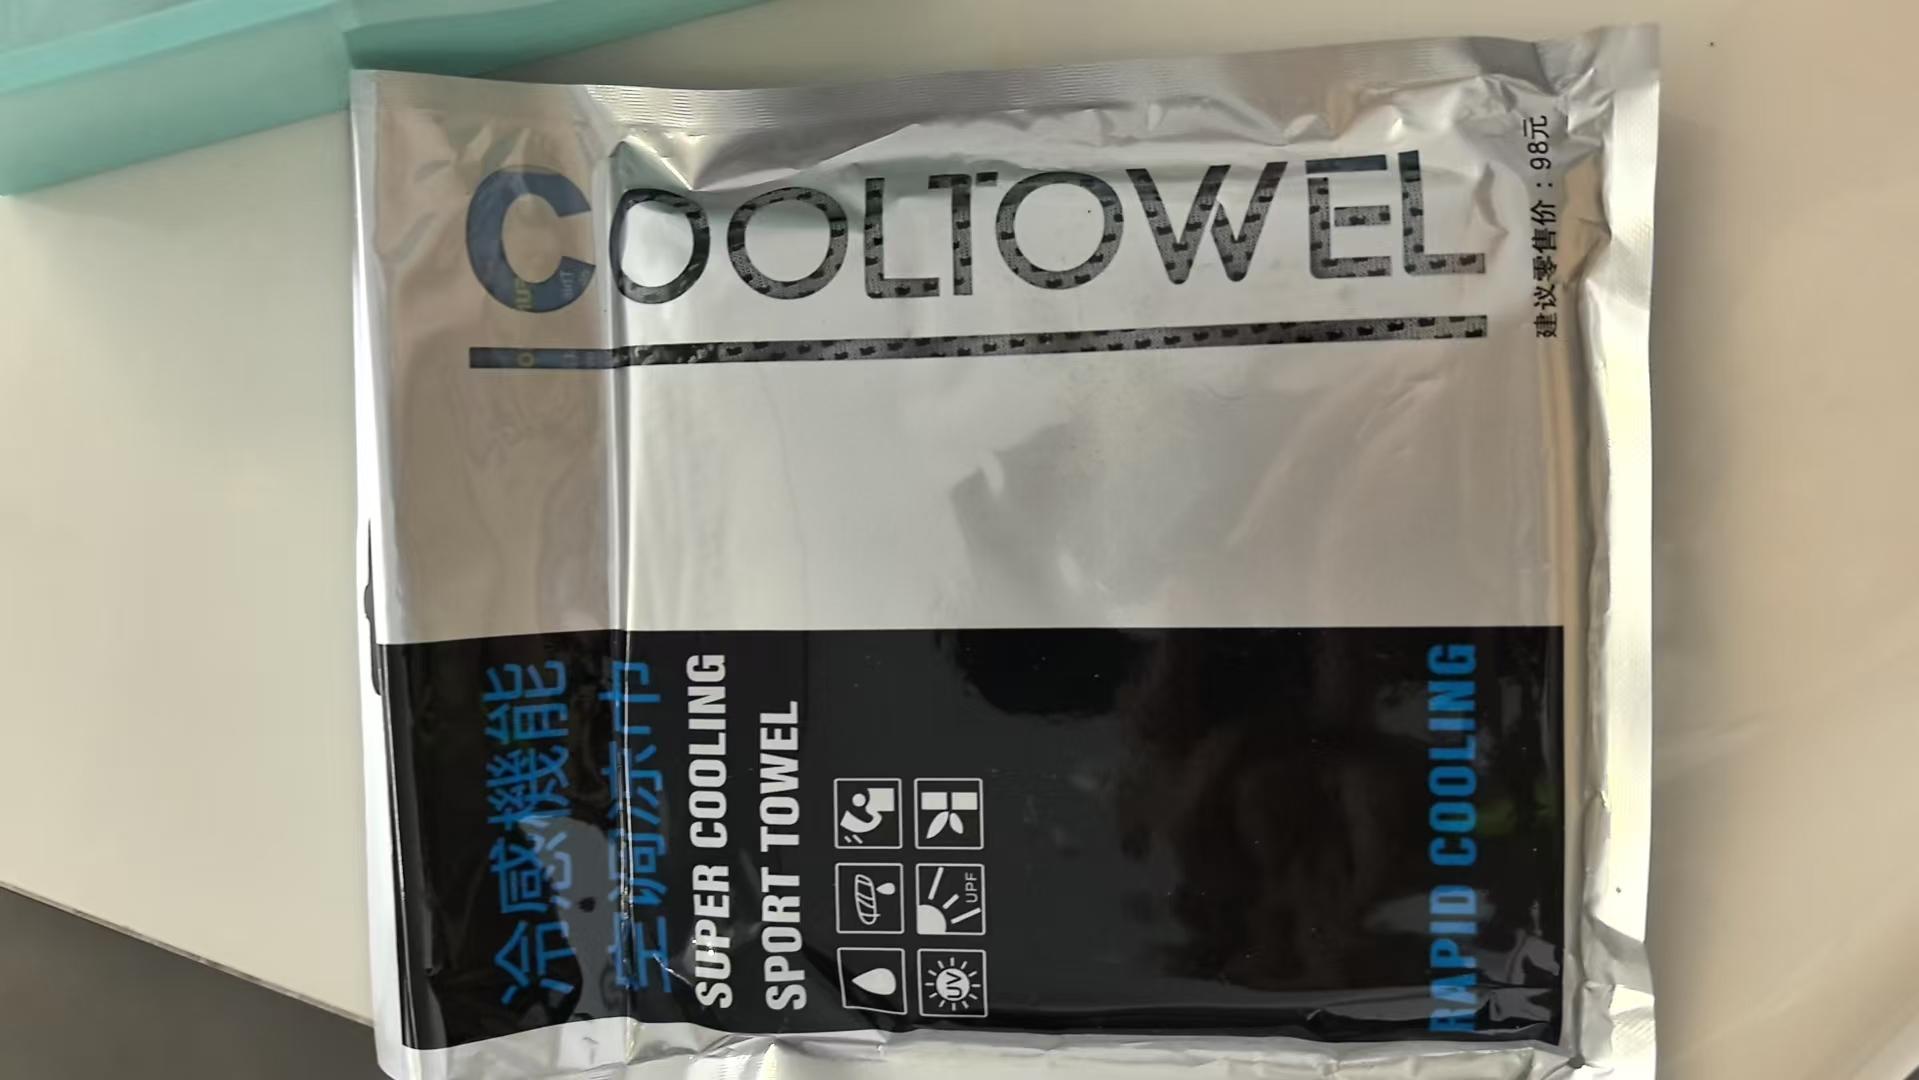 COOLTOWEL
建议零售价：98元
冷感機能
空调凉巾
SUPER COOLING
SPORT TOWEL
UPF
UV
RAPID COOLING